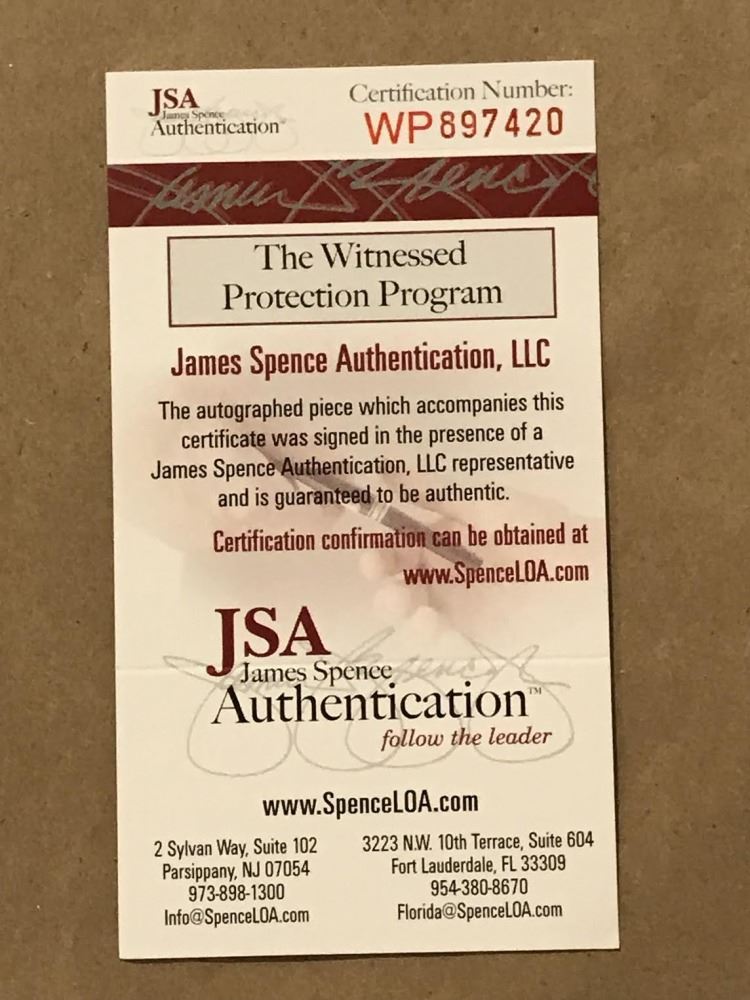 JSA
James Spence
Authentication
Certification Number:
WP897420
The Witnessed
Protection Program
James Spence Authentication, LLC
The autographed piece which accompanies this
certificate was signed in the presence of a
James Spence Authentication, LLC representative
and is guaranteed to be authentic.
Certification confirmation can be obtained at
www.SpenceLOA.com
JSA
James Spence
Authentication™
follow the leader
www.SpenceLOA.com
2 Sylvan Way, Suite 102
Parsippany, NJ 07054
973-898-1300
Info@SpenceLOA.com
3223 N.W. 10th Terrace, Suite 604
Fort Lauderdale, FL 33309
954-380-8670
Florida@SpenceLOA.com